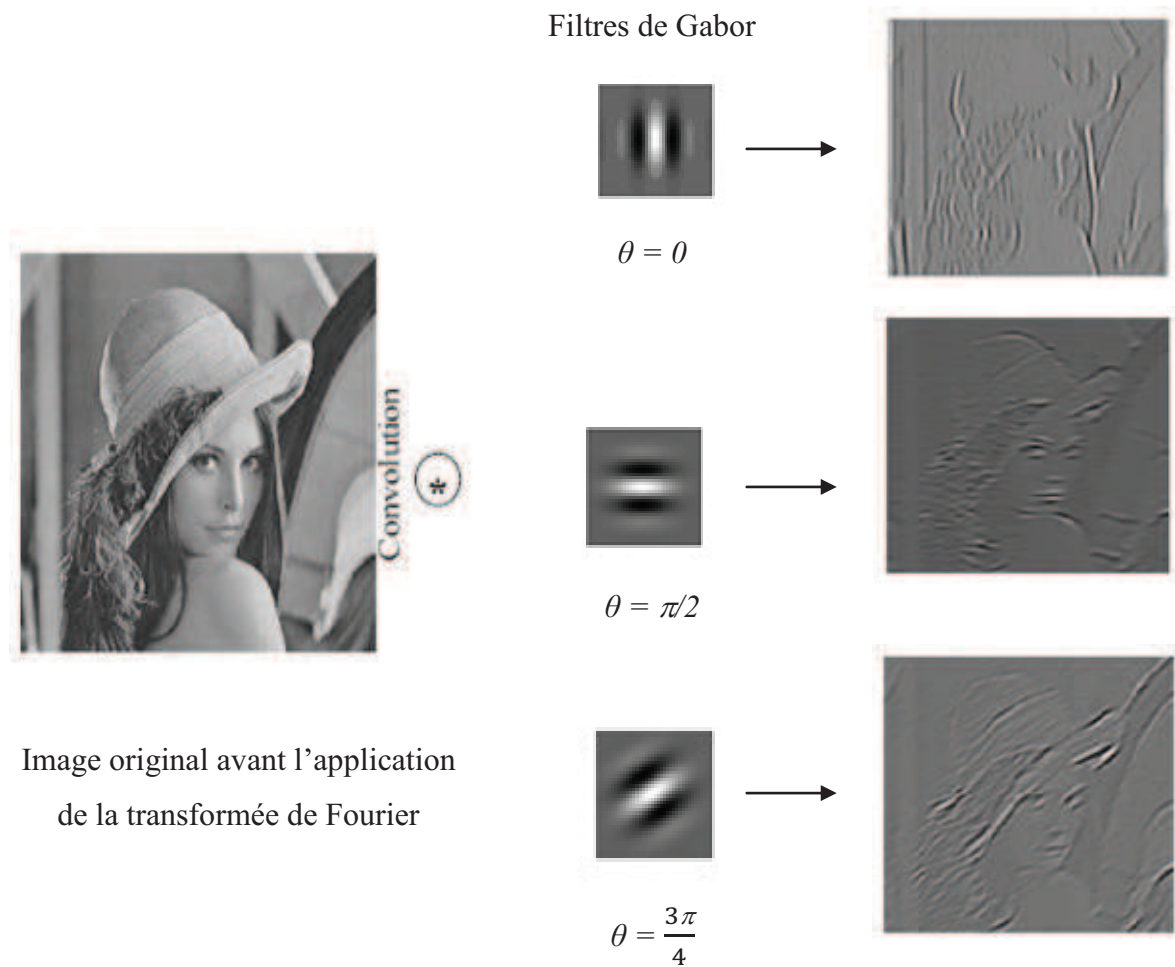 Filtres de Gabor
θ = 0
Convolution
*
θ = π/2
Image original avant l’application
de la transformée de Fourier
θ = 3π/4